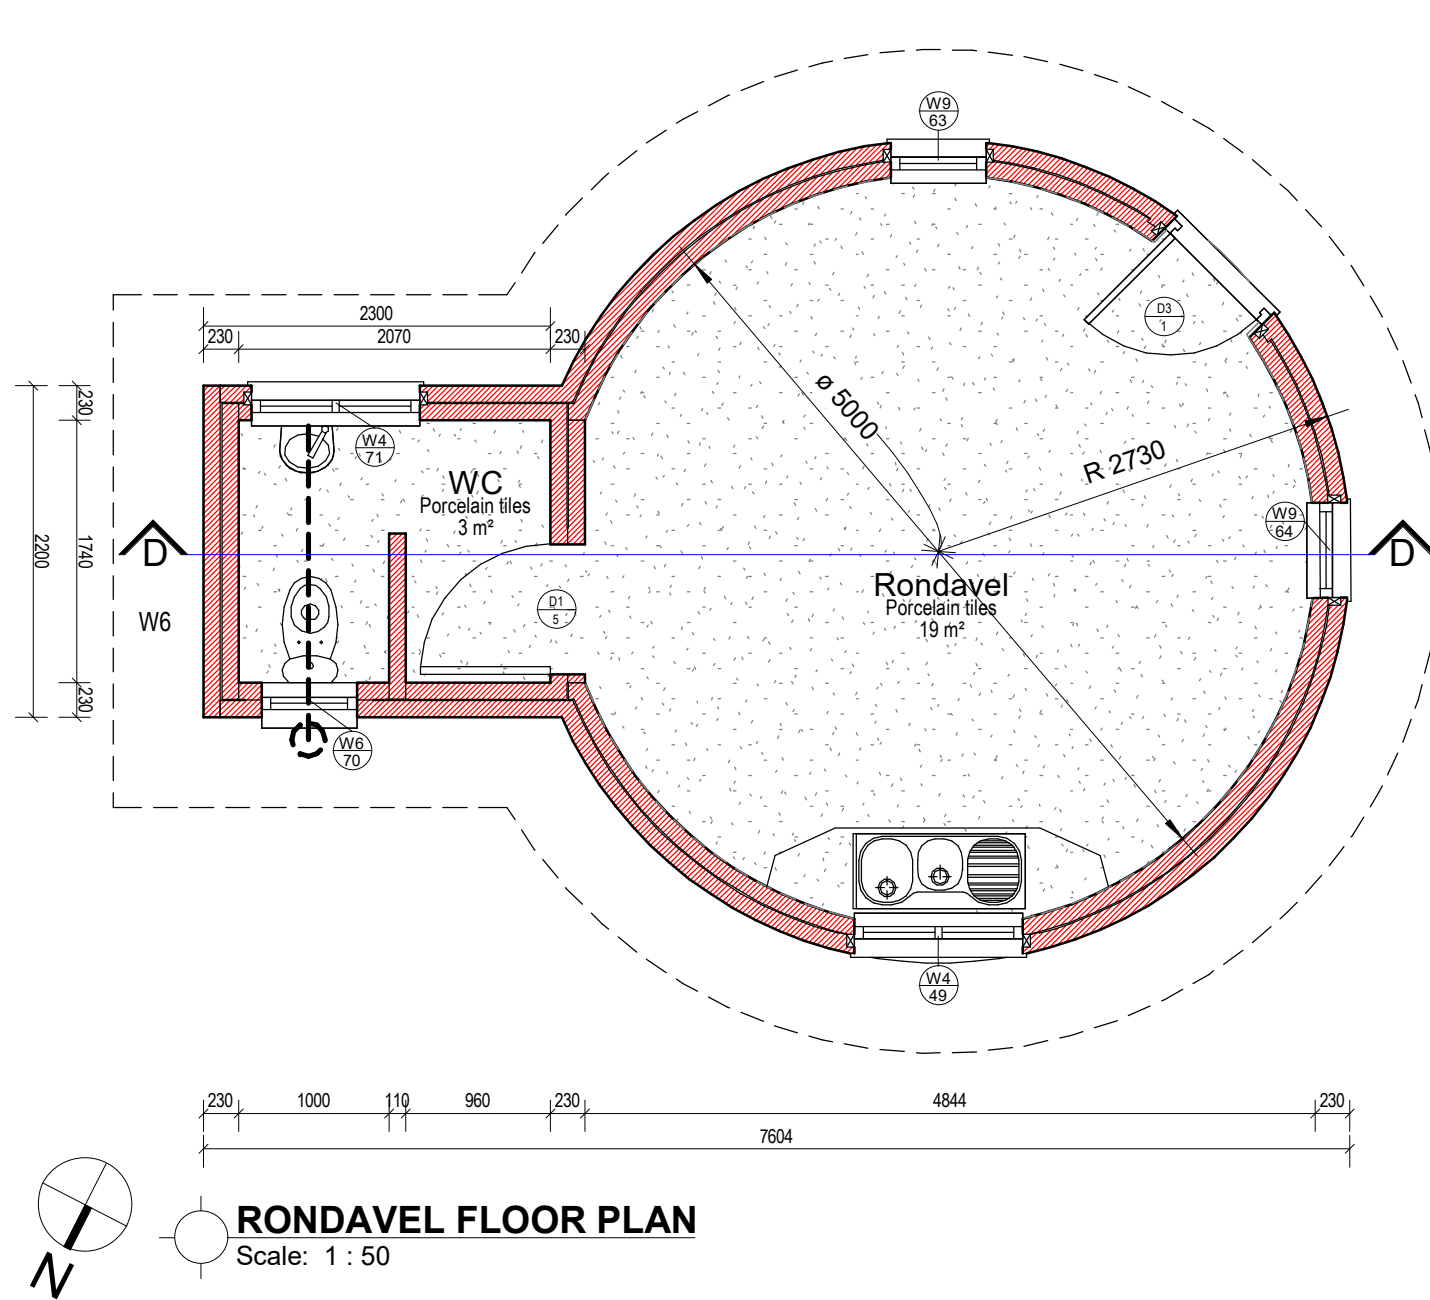 W9
63
2300
230 2070 230
D3
1
ø 5000
230
W4
71
R 2730
WC
Porcelain tiles
3 m²
W9
64
2200
1740
D
D
Rondavel
Porcelain tiles
19 m²
D1
5
W6
230
W6
70
W4
49
230 1000 110 960 230 4844 230
7604
N
RONDAVEL FLOOR PLAN
Scale: 1 : 50